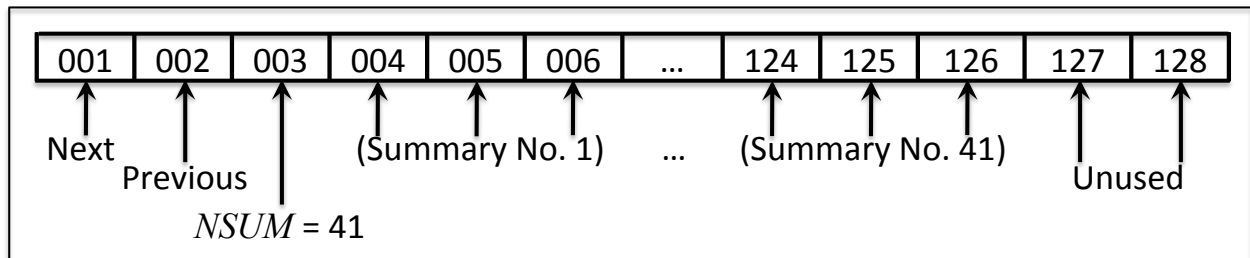 001 002 003 004 005 006 ... 124 125 126 127 128
Next (Summary No. 1) ... (Summary No. 41) Unused
Previous
NSUM = 41